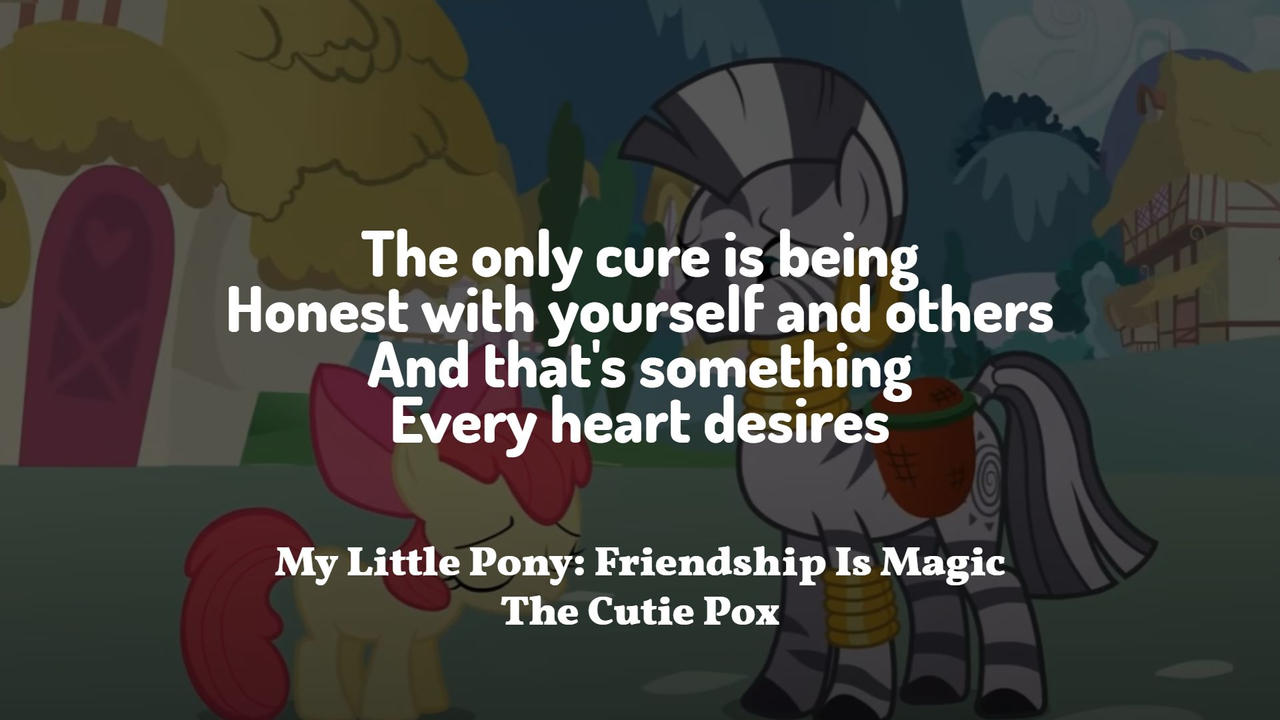 The only cure is being
Honest with yourself and others
And that's something
Every heart desires
My Little Pony: Friendship Is Magic
The Cutie Pox